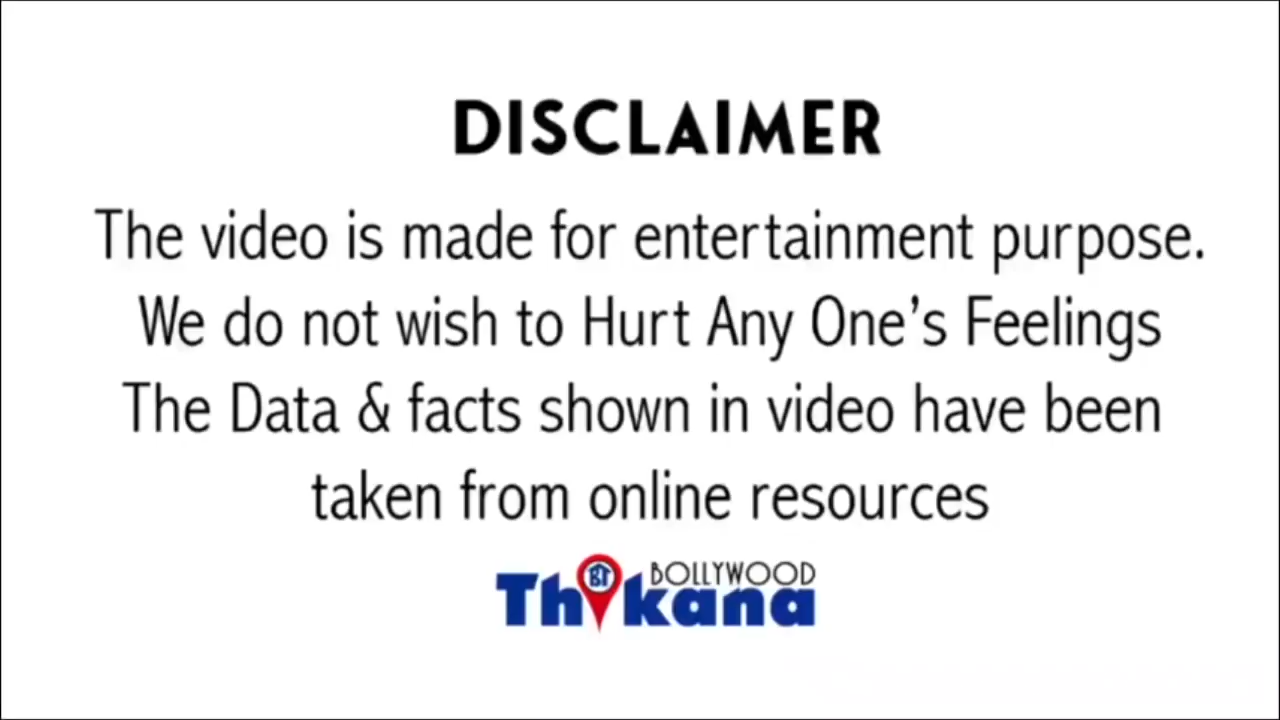 DISCLAIMER
The video is made for entertainment purpose.
We do not wish to Hurt Any One's Feelings
The Data & facts shown in video have been
taken from online resources
BT BOLLYWOOD
Thikana